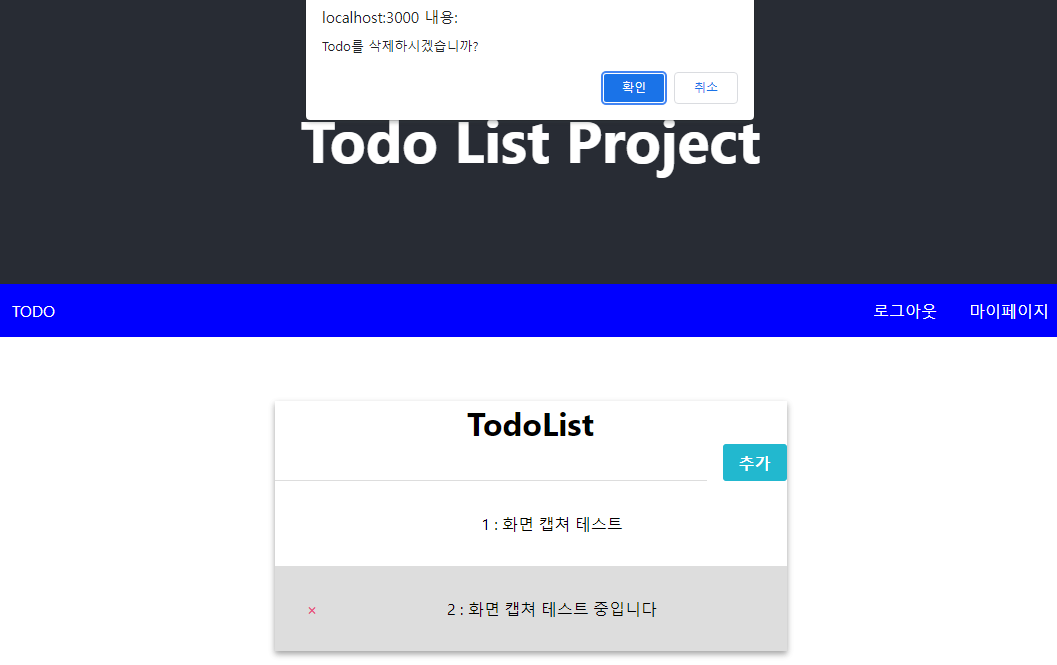 localhost:3000 내용:
Todo를 삭제하시겠습니까?
확인 취소
Todo List Project
TODO 로그아웃 마이페이지
TodoList
추가
1 : 화면 캡쳐 테스트
× 2 : 화면 캡쳐 테스트 중입니다